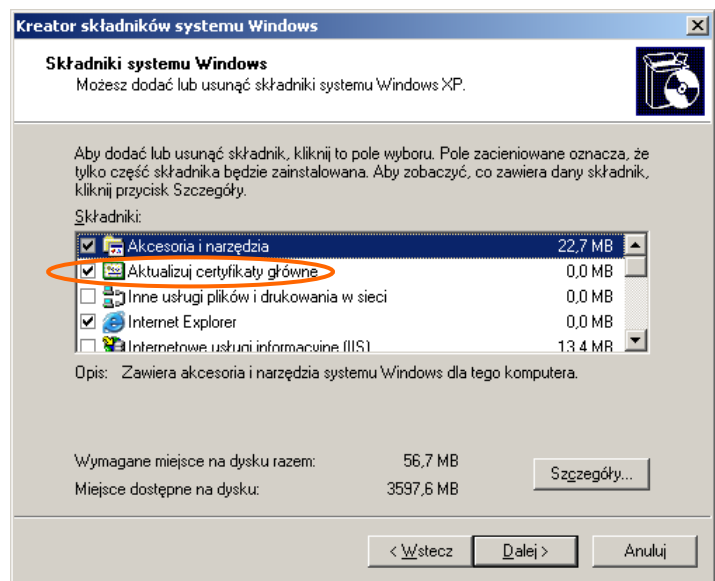 Kreator składników systemu Windows
Składniki systemu Windows
Możesz dodać lub usunąć składniki systemu Windows XP.
Aby dodać lub usunąć składnik, kliknij to pole wyboru. Pole zacieniowane oznacza, że
tylko część składnika będzie zainstalowana. Aby zobaczyć, co zawiera dany składnik,
kliknij przycisk Szczegóły.
Składniki:
Akcesoria i narzędzia 22,7 MB
Aktualizuj certyfikaty główne 0,0 MB
Inne usługi plików i drukowania w sieci 0,0 MB
Internet Explorer 0,0 MB
Internetowe usługi informacyjne (IIS) 13,4 MB
Opis: Zawiera akcesoria i narzędzia systemu Windows dla tego komputera.
Wymagane miejsce na dysku razem: 56,7 MB
Szczegóły...
Miejsce dostępne na dysku: 3597,6 MB
< Wstecz Dalej > Anuluj